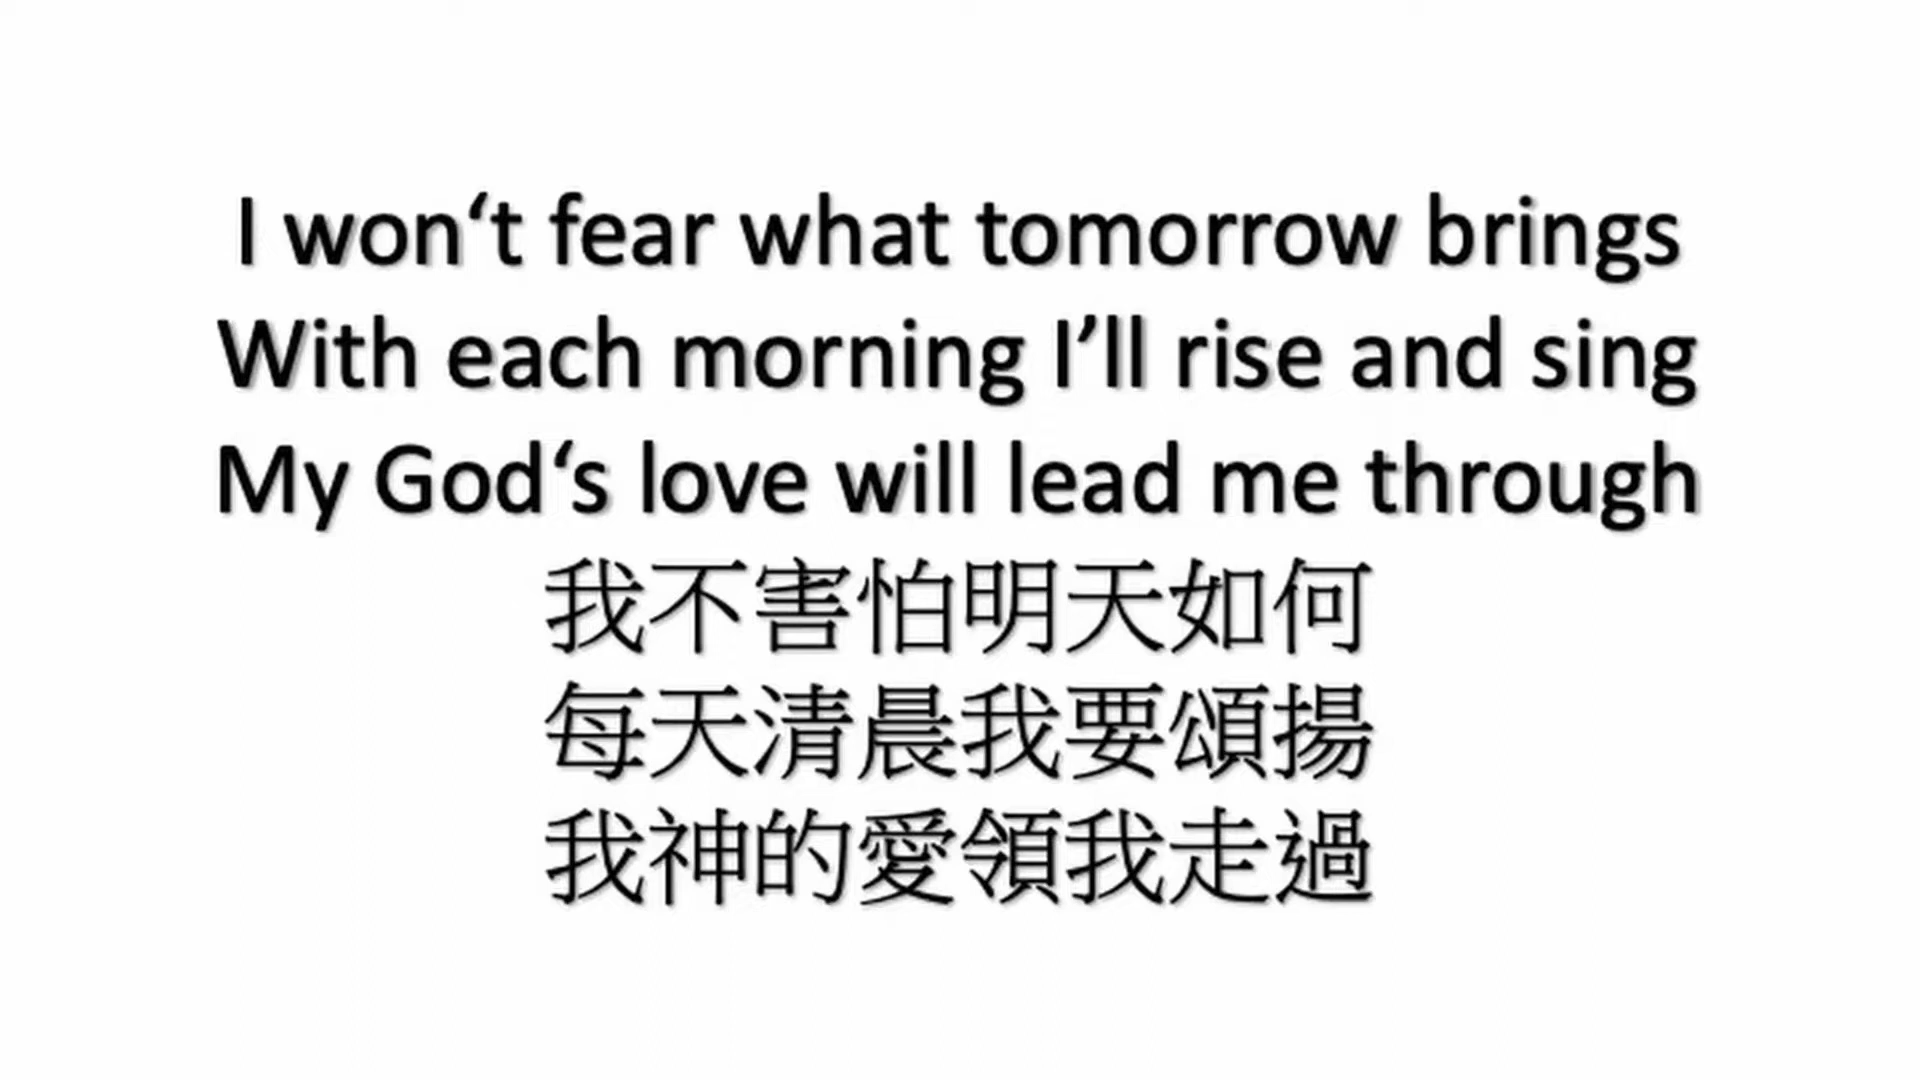 I won‘t fear what tomorrow brings
With each morning I’ll rise and sing
My God‘s love will lead me through
我不害怕明天如何
每天清晨我要頌揚
我神的愛領我走過